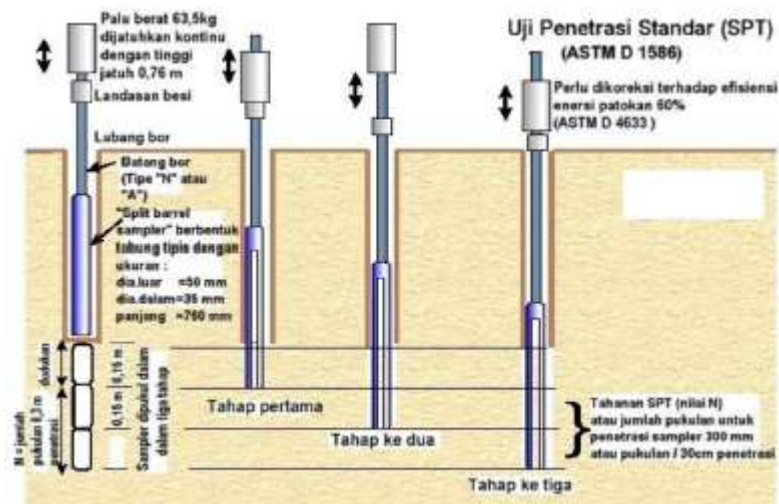 Palu berat 63,5kg
dijatuhkan kontinu
dengan tinggi
jatuh 0,76 m
Landasan besi
Uji Penetrasi Standar (SPT)
(ASTM D 1586)
Perlu dikoreksi terhadap efisiensi
enersi patokan 60%
(ASTM D 4633 )
Lubang bor
Batang bor
(Tipe "N" atau
"A")
"Split barrel
sampler" berbentuk
tabung tipis dengan
ukuran :
dia.luar =50 mm
dia.dalam=35 mm
panjang =760 mm
N = jumlah
pukulan 0,3 m
penetrasi
dudukan
0,15 m
0,15 m
Sampler dipukul dalam
dalam tiga tahap
Tahap pertama
Tahap ke dua
Tahap ke tiga
Tahanan SPT (nilai N)
atau jumlah pukulan untuk
penetrasi sampler 300 mm
atau pukulan / 30cm penetrasi